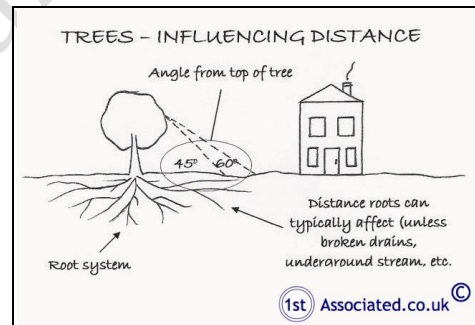 TREES – INFLUENCING DISTANCE
Angle from top of tree
45° 60°
Distance roots can
typically affect (unless
broken drains,
underground stream, etc.
Root system
1st Associated.co.uk ©